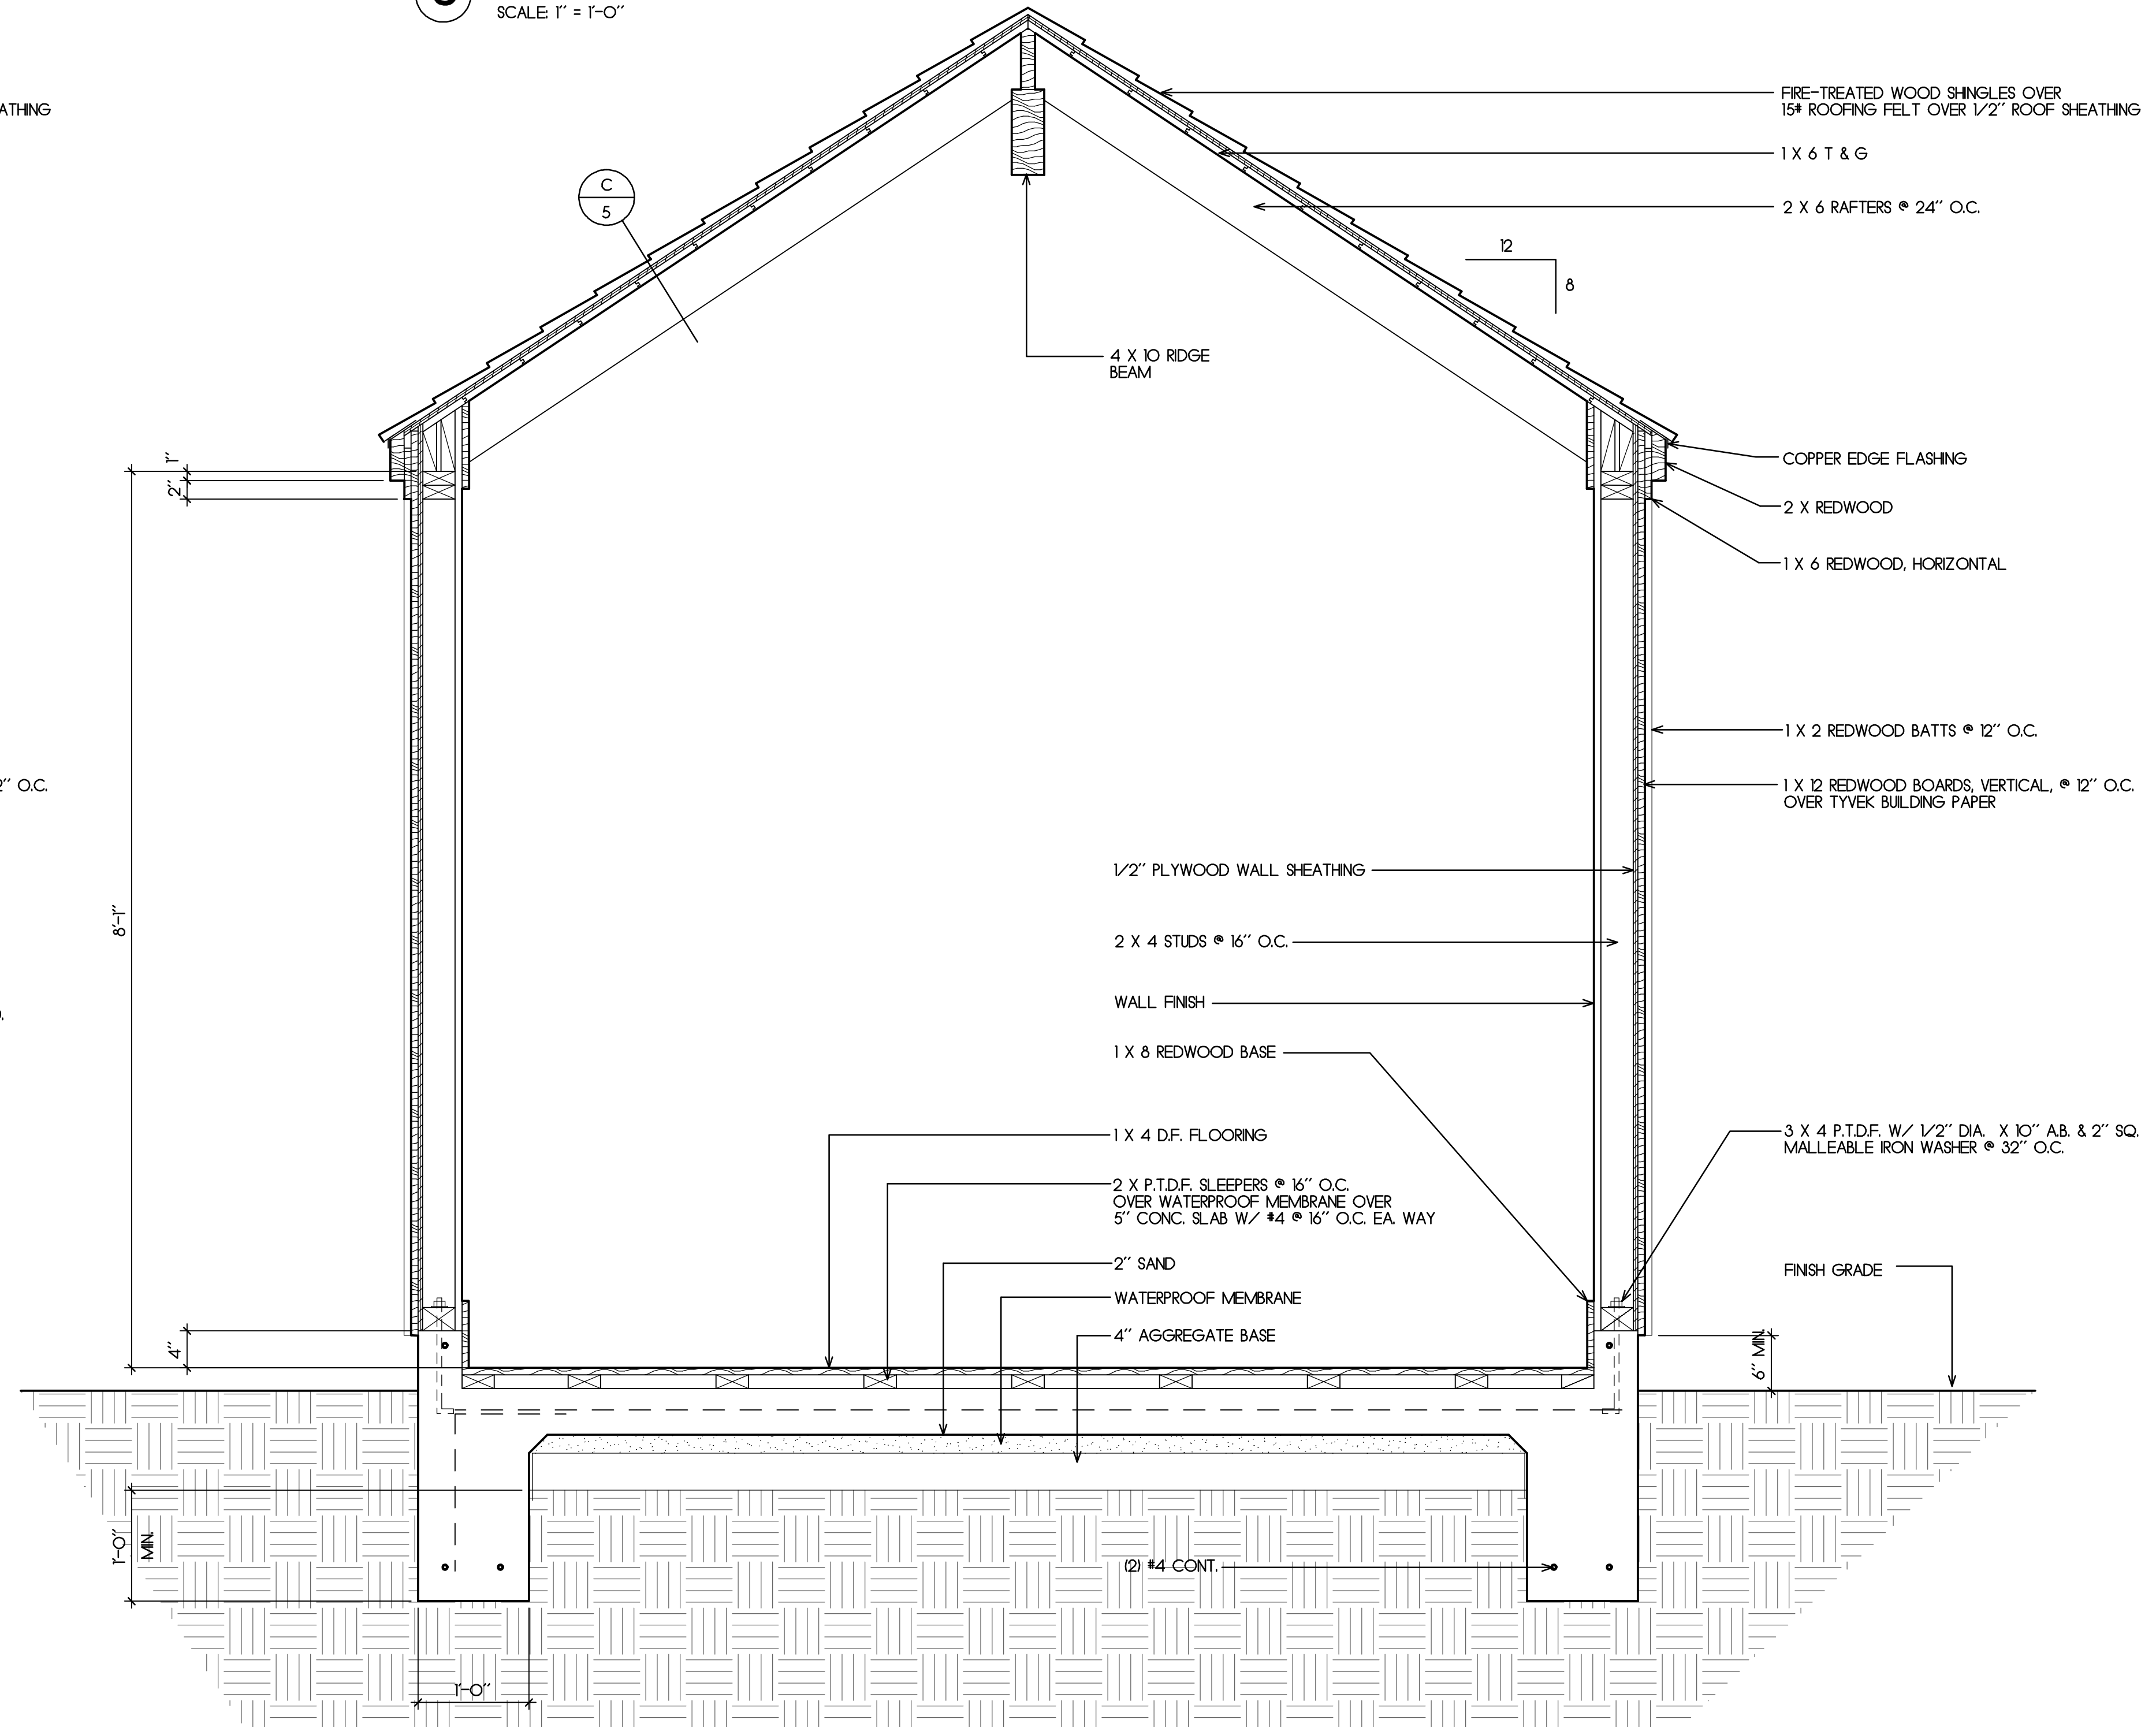 SCALE: 1" = 1'-0"
ATHING
FIRE-TREATED WOOD SHINGLES OVER
15# ROOFING FELT OVER 1/2" ROOF SHEATHING
1 X 6 T & G
C
5
2 X 6 RAFTERS @ 24" O.C.
12
8
4 X 10 RIDGE
BEAM
1"
2"
COPPER EDGE FLASHING
2 X REDWOOD
1 X 6 REDWOOD, HORIZONTAL
1 X 2 REDWOOD BATTS @ 12" O.C.
2" O.C.
1 X 12 REDWOOD BOARDS, VERTICAL, @ 12" O.C.
OVER TYVEK BUILDING PAPER
1/2" PLYWOOD WALL SHEATHING
8'-1"
2 X 4 STUDS @ 16" O.C.
WALL FINISH
1 X 8 REDWOOD BASE
1 X 4 D.F. FLOORING
3 X 4 P.T.D.F. W/ 1/2" DIA. X 10" A.B. & 2" SQ.
MALLEABLE IRON WASHER @ 32" O.C.
2 X P.T.D.F. SLEEPERS @ 16" O.C.
OVER WATERPROOF MEMBRANE OVER
5" CONC. SLAB W/ #4 @ 16" O.C. EA. WAY
2" SAND
FINISH GRADE
WATERPROOF MEMBRANE
4" AGGREGATE BASE
4"
6" MIN.
1'-0"
MIN.
(2) #4 CONT.
1'-0"